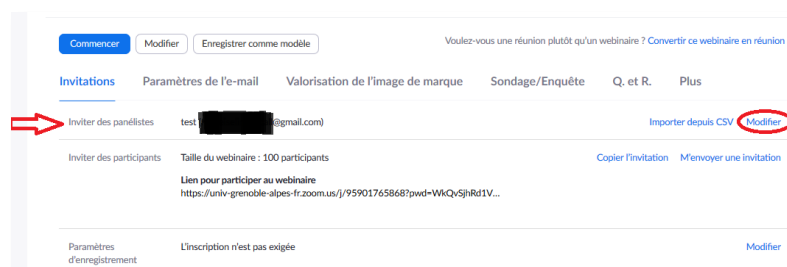 Commencer Modifier Enregistrer comme modèle Voulez-vous une réunion plutôt qu'un webinaire ? Convertir ce webinaire en réunion
Invitations Paramètres de l'e-mail Valorisation de l'image de marque Sondage/Enquête Q. et R. Plus
Inviter des panélistes test @gmail.com) Importer depuis CSV Modifier
Inviter des participants Taille du webinaire : 100 participants Copier l'invitation M'envoyer une invitation
Lien pour participer au webinaire
https://univ-grenoble-alpes-fr.zoom.us/j/95901765868?pwd=WkQvSjhRd1V...
Paramètres L'inscription n'est pas exigée Modifier
d'enregistrement